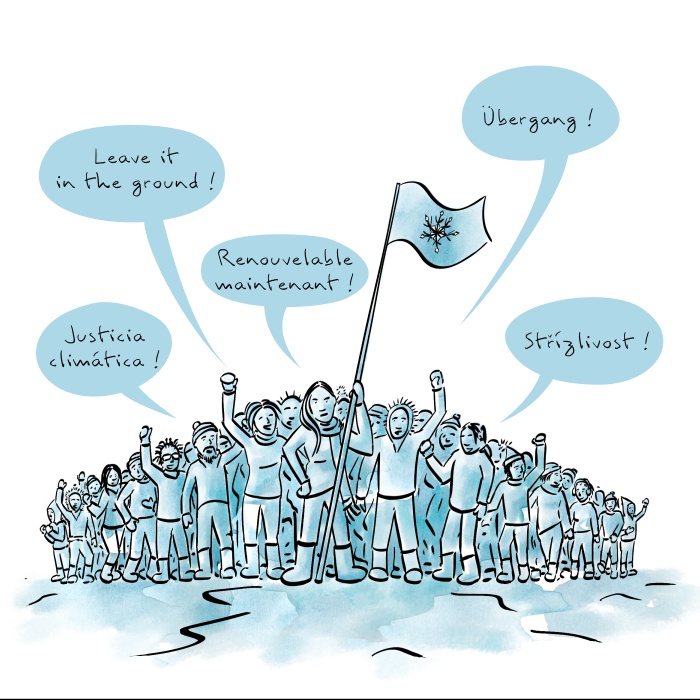 Übergang !
Leave it
in the ground !
Renouvelable
maintenant !
Justicia
climática !
Střízlivost !